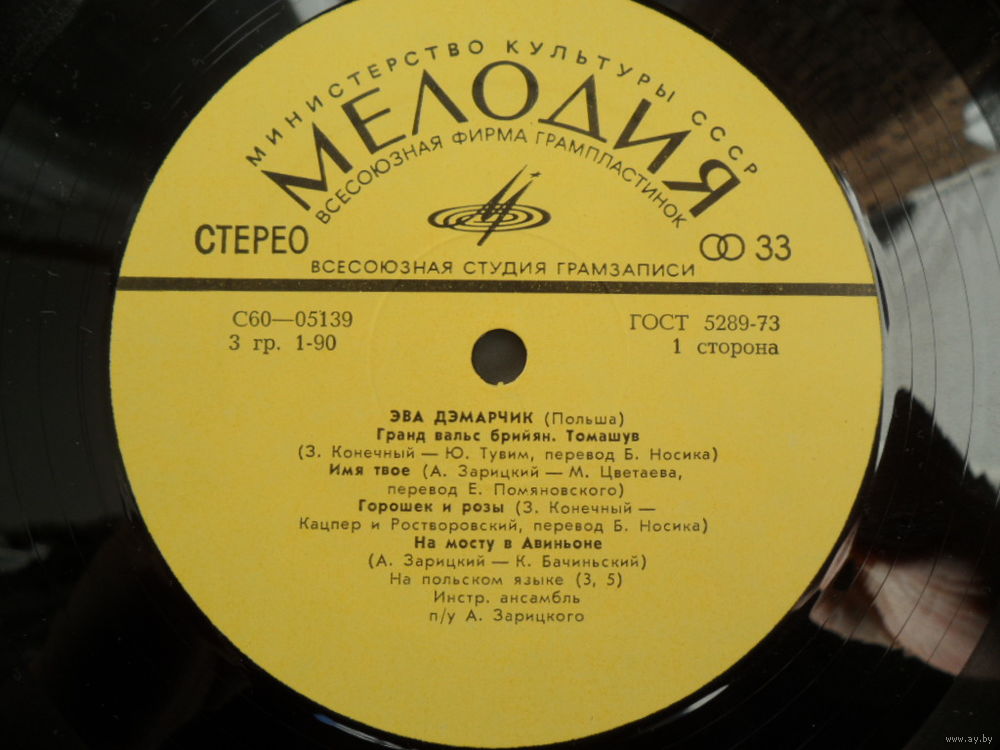 МИНИСТЕРСТВО КУЛЬТУРЫ СССР
МЕЛОДИЯ
ВСЕСОЮЗНАЯ ФИРМА ГРАМПЛАСТИНОК
СТЕРЕО
33
ВСЕСОЮЗНАЯ СТУДИЯ ГРАМЗАПИСИ
С60—05139
ГОСТ 5289-73
3 гр. 1-90
1 сторона
ЭВА ДЭМАРЧИК (Польша)
Гранд вальс брийян. Томашув
(З. Конечный — Ю. Тувим, перевод Б. Носика)
Имя твое (А. Зарицкий — М. Цветаева,
перевод Е. Помяновского)
Горошек и розы (З. Конечный —
Кацпер и Ростворовский, перевод Б. Носика)
На мосту в Авиньоне
(А. Зарицкий — К. Бачиньский)
На польском языке (3, 5)
Инстр. ансамбль
п/у А. Зарицкого
www.ay.by